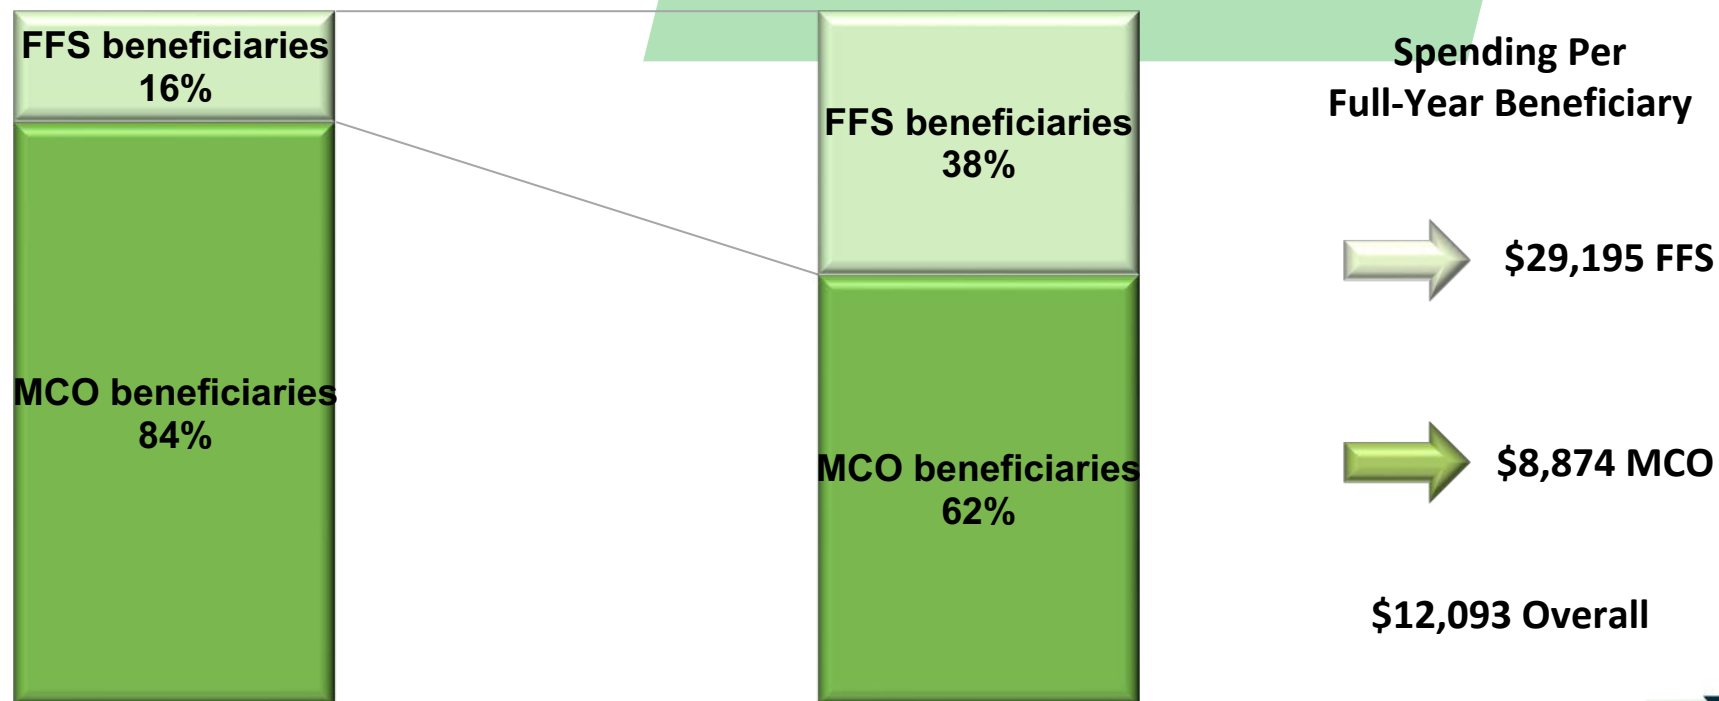 FFS beneficiaries
16%
MCO beneficiaries
84%
FFS beneficiaries
38%
MCO beneficiaries
62%
Spending Per
Full-Year Beneficiary
$29,195 FFS
$8,874 MCO
$12,093 Overall